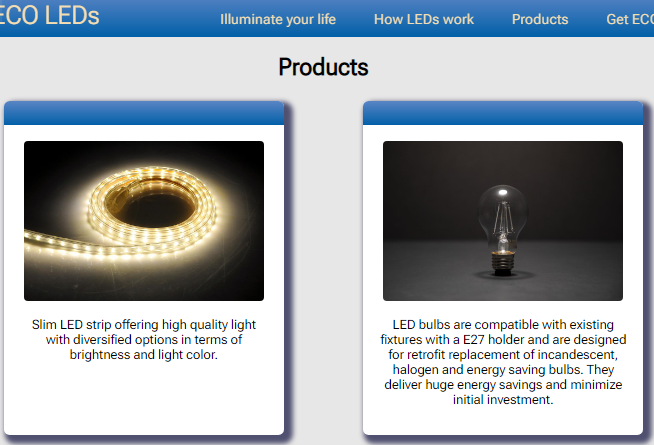 ECO LEDs
Illuminate your life
How LEDs work
Products
Get ECO
Products
Slim LED strip offering high quality light
with diversified options in terms of
brightness and light color.
LED bulbs are compatible with existing
fixtures with a E27 holder and are designed
for retrofit replacement of incandescent,
halogen and energy saving bulbs. They
deliver huge energy savings and minimize
initial investment.